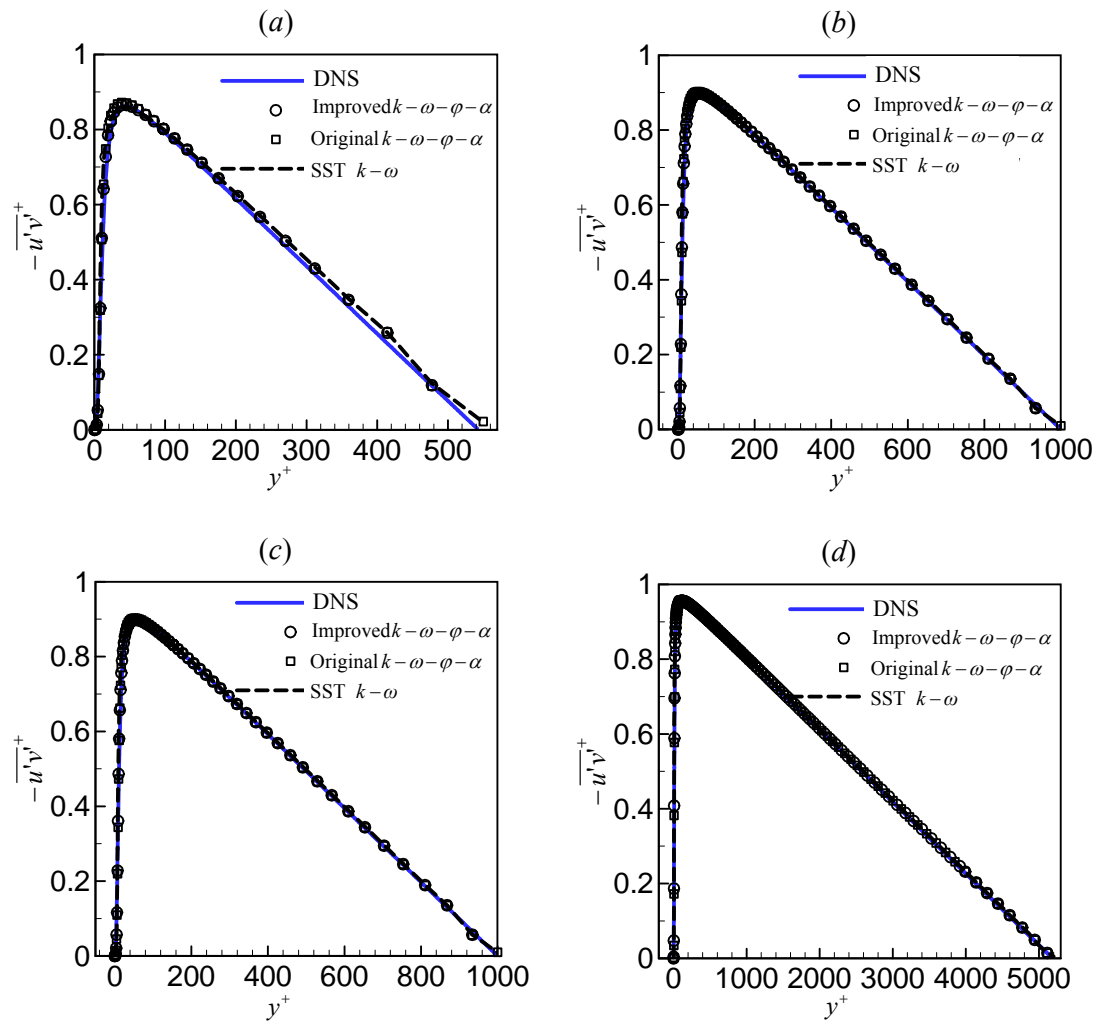 (a)
1
0.8
0.6
0.4
0.2
0
0 100 200 300 400 500
y⁺
−u'v'⁺
DNS
Improved k−ω−φ−α
Original k−ω−φ−α
SST k−ω
(b)
1
0.8
0.6
0.4
0.2
0
0 200 400 600 800 1000
y⁺
−u'v'⁺
DNS
Improved k−ω−φ−α
Original k−ω−φ−α
SST k−ω
(c)
1
0.8
0.6
0.4
0.2
0
0 200 400 600 800 1000
y⁺
−u'v'⁺
DNS
Improved k−ω−φ−α
Original k−ω−φ−α
SST k−ω
(d)
1
0.8
0.6
0.4
0.2
0
0 1000 2000 3000 4000 5000
y⁺
−u'v'⁺
DNS
Improved k−ω−φ−α
Original k−ω−φ−α
SST k−ω